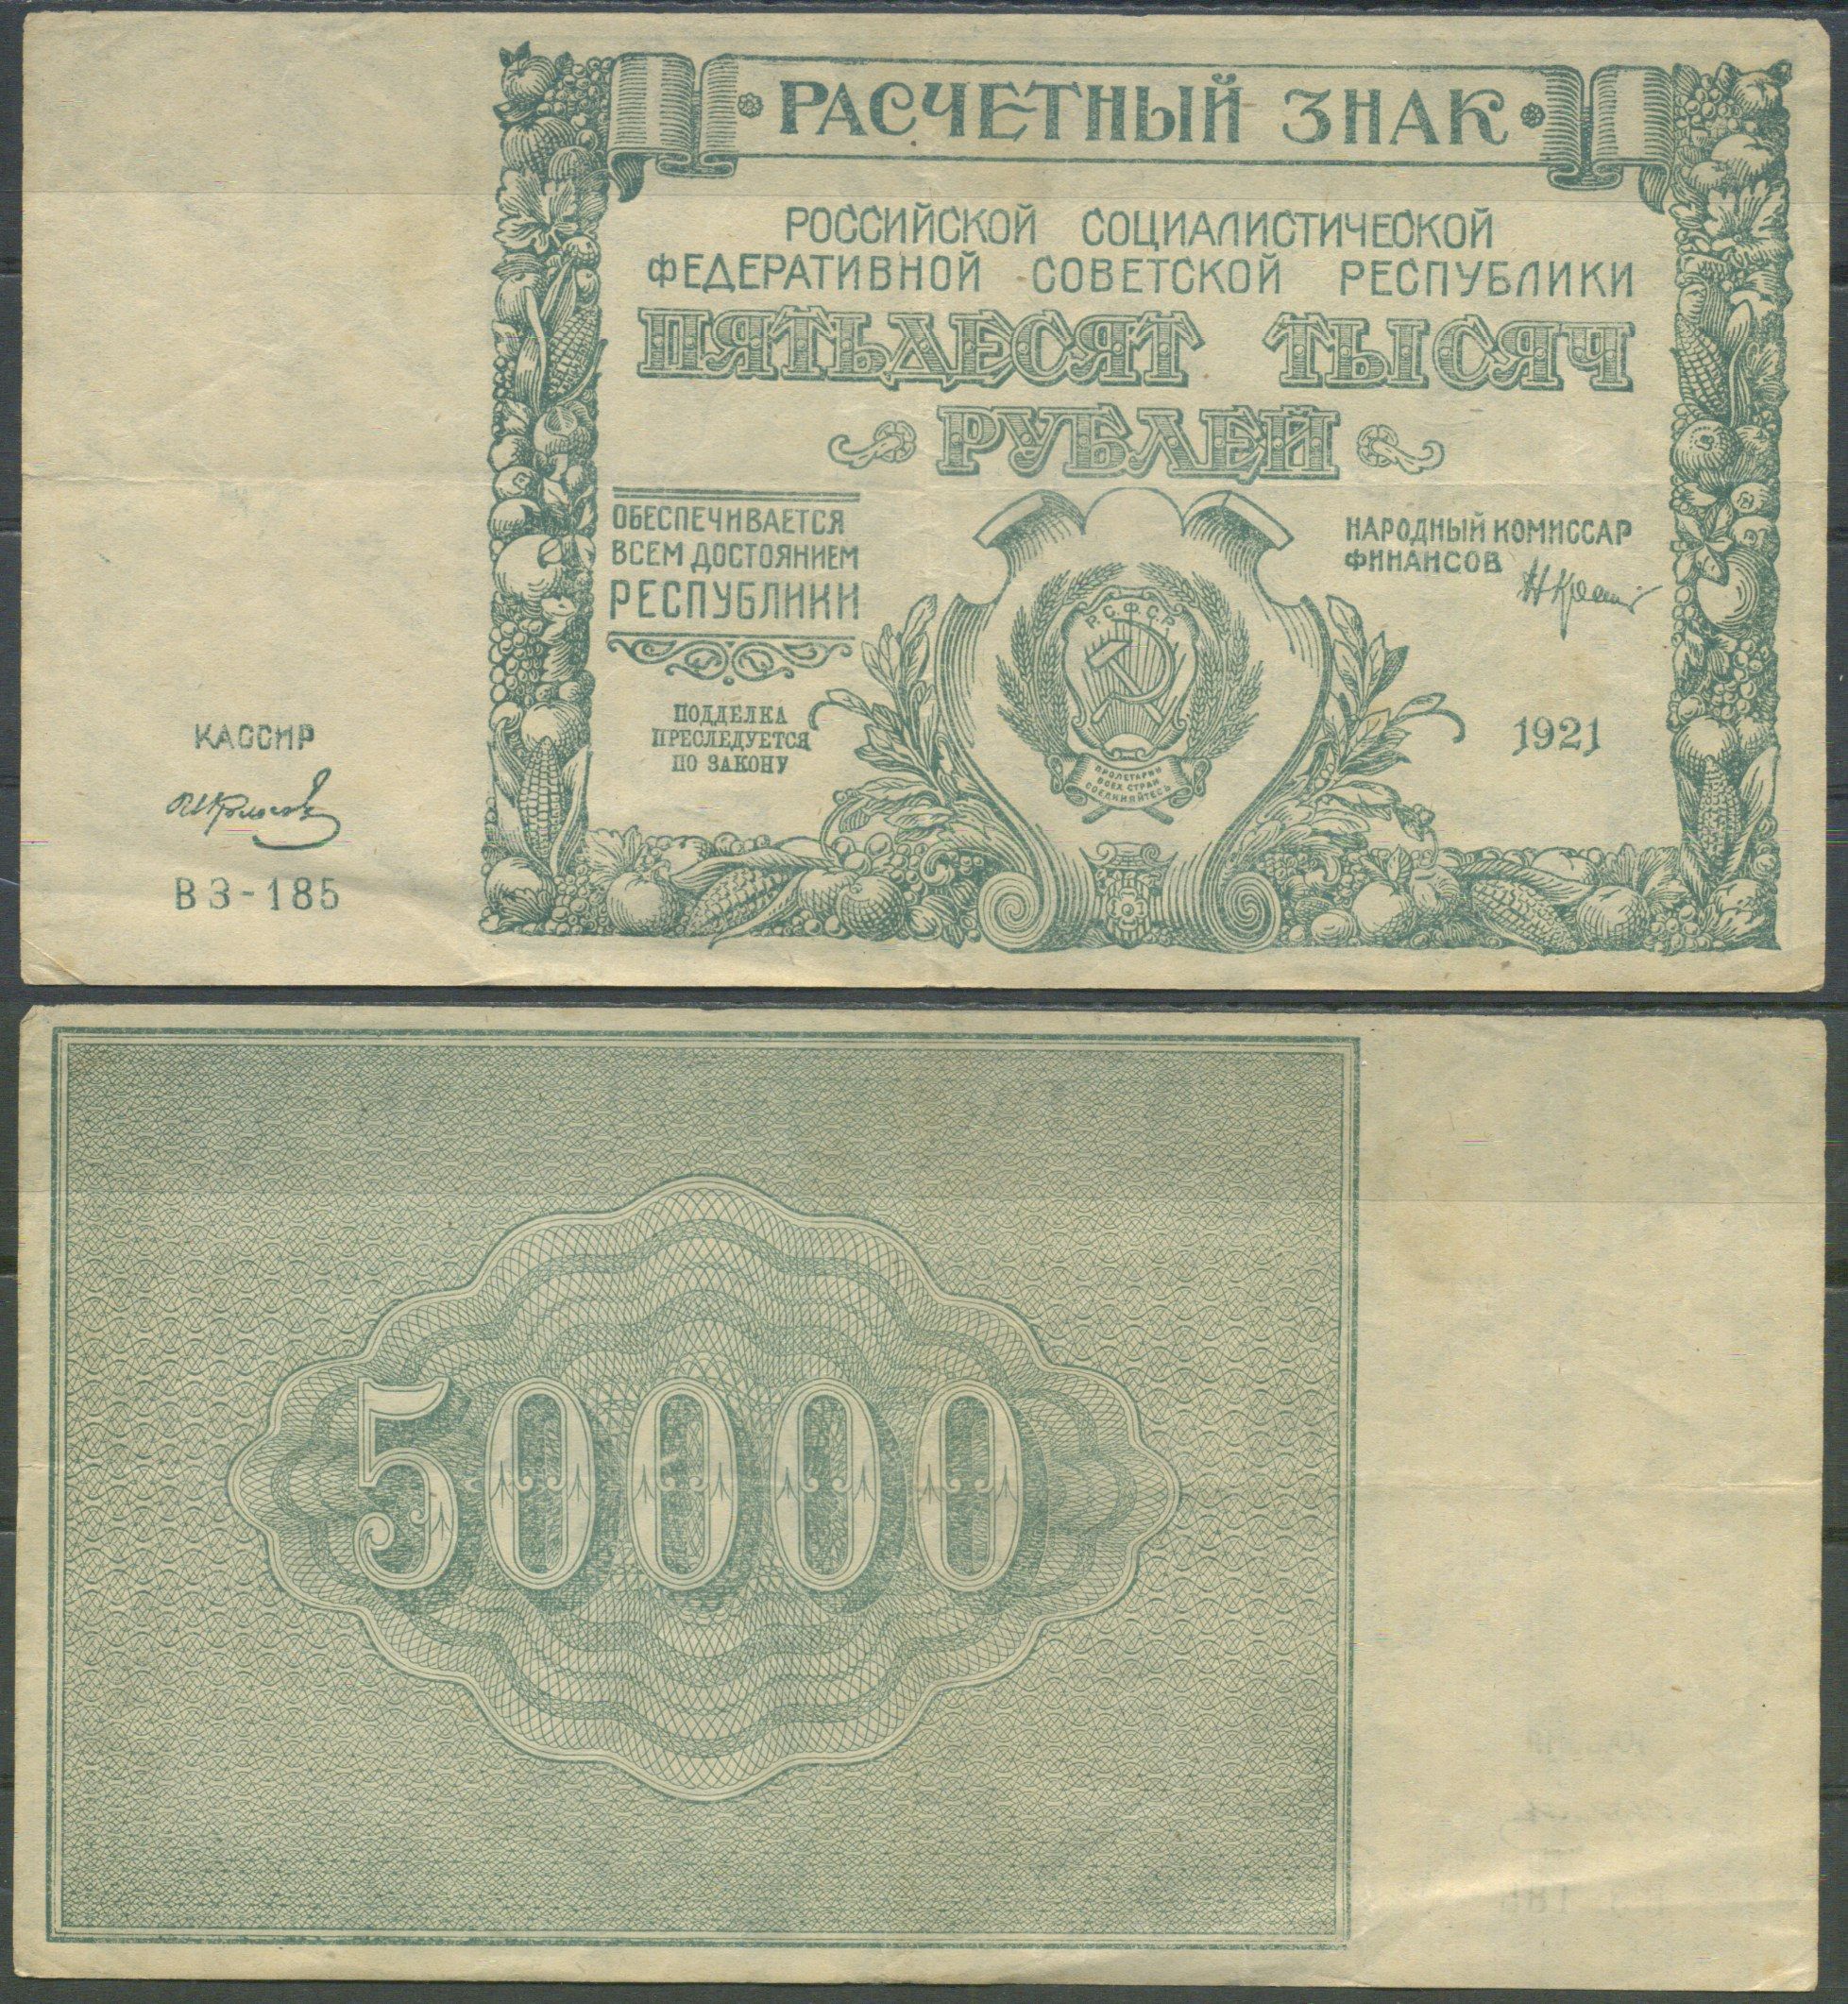 РАСЧЕТНЫЙ ЗНАК
РОССИЙСКОЙ СОЦИАЛИСТИЧЕСКОЙ
ФЕДЕРАТИВНОЙ СОВЕТСКОЙ РЕСПУБЛИКИ
ПЯТЬДЕСЯТ ТЫСЯЧ
РУБЛЕЙ
ОБЕСПЕЧИВАЕТСЯ
ВСЕМ ДОСТОЯНИЕМ
РЕСПУБЛИКИ
ПОДДЕЛКА
ПРЕСЛЕДУЕТСЯ
ПО ЗАКОНУ
Р.С.Ф.С.Р.
ПРОЛЕТАРИИ
ВСЕХ СТРАН
СОЕДИНЯЙТЕСЬ
НАРОДНЫЙ КОМИССАР
ФИНАНСОВ
1921
КАССИР
ВЗ-185
50000